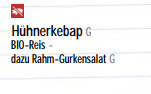 Hühnerkebap G
BIO-Reis -
dazu Rahm-Gurkensalat G